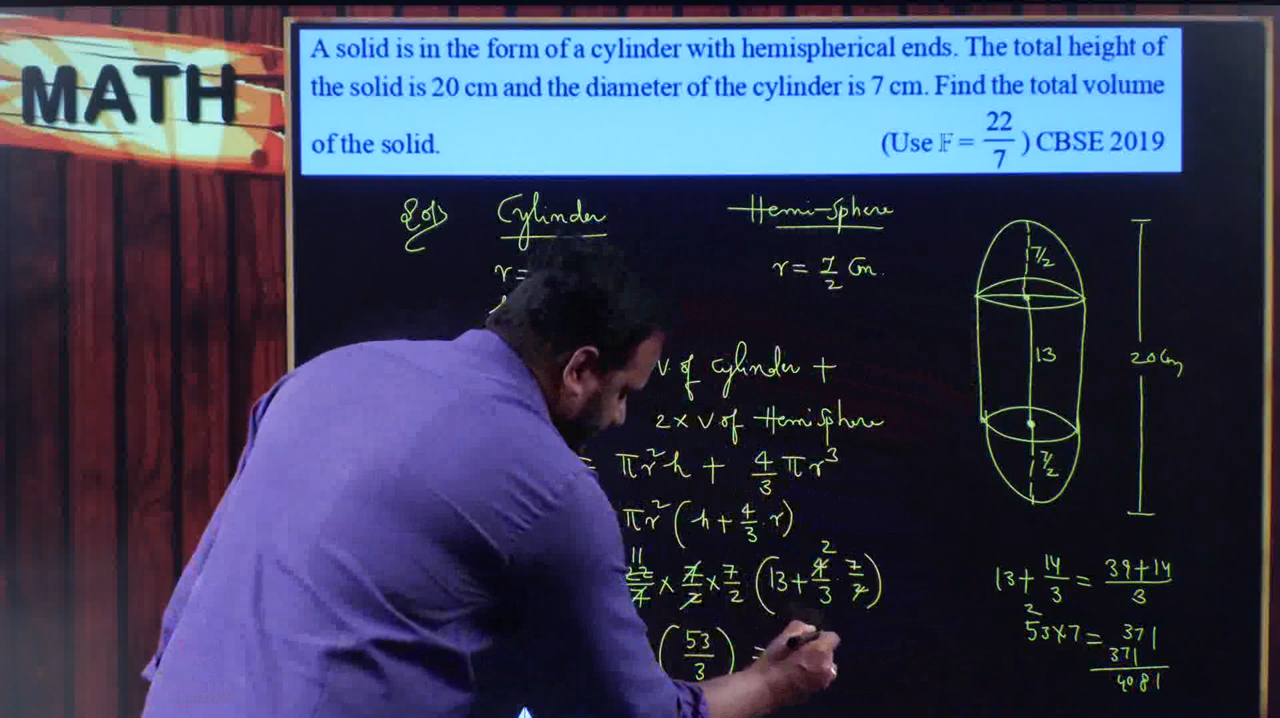 MATH
A solid is in the form of a cylinder with hemispherical ends. The total height of
the solid is 20 cm and the diameter of the cylinder is 7 cm. Find the total volume
of the solid. (Use 𝔽 = 22/7 ) CBSE 2019
Sol)
Cylinder
Hemi-Sphere
r =
r = 7/2 Cm.
V of cylinder +
2 × V of Hemisphere
= πr²h + 4/3 πr³
πr² (h + 4/3 . r)
11 2
22/7 × 7/2 × 7/2 (13 + 4/3 . 7/2)
(53/3) =
7/2
13
7/2
20 Cm
13 + 14/3 = 39+14/3
2
53×7 = 371
371
4081